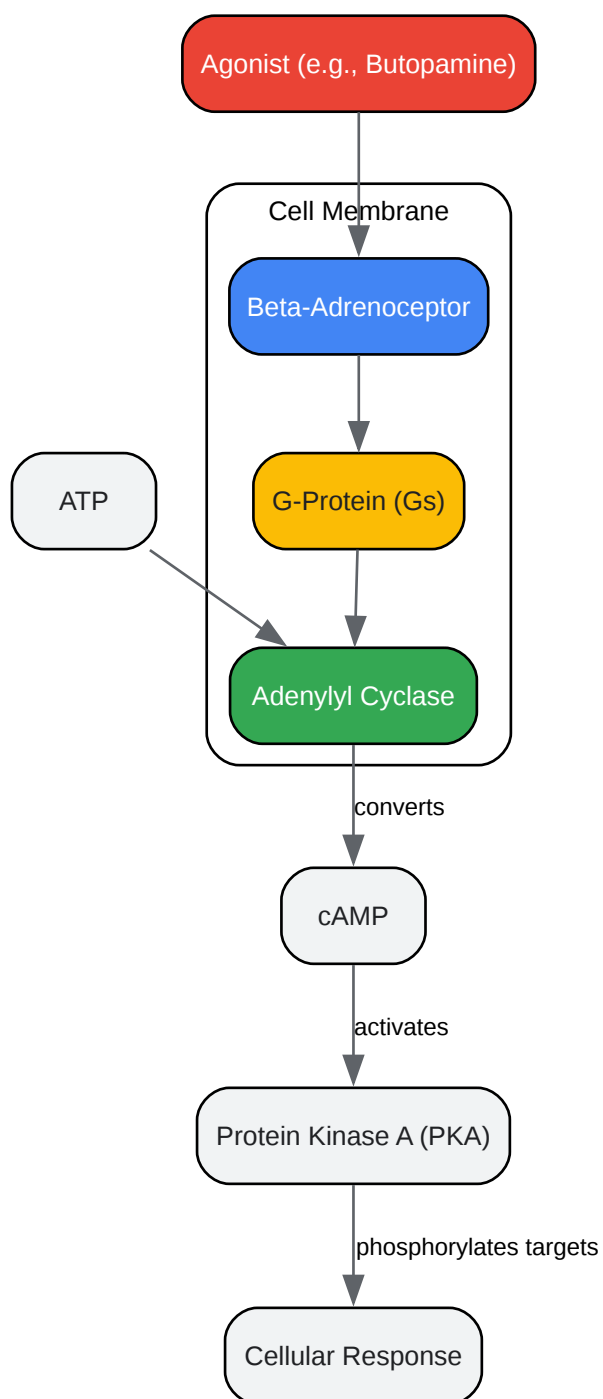 Agonist (e.g., Butopamine)
Cell Membrane
Beta-Adrenoceptor
ATP
G-Protein (Gs)
Adenylyl Cyclase
converts
cAMP
activates
Protein Kinase A (PKA)
phosphorylates targets
Cellular Response